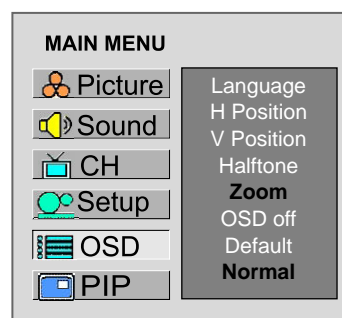 MAIN MENU
Picture
Sound
CH
Setup
OSD
PIP
Language
H Position
V Position
Halftone
Zoom
OSD off
Default
Normal